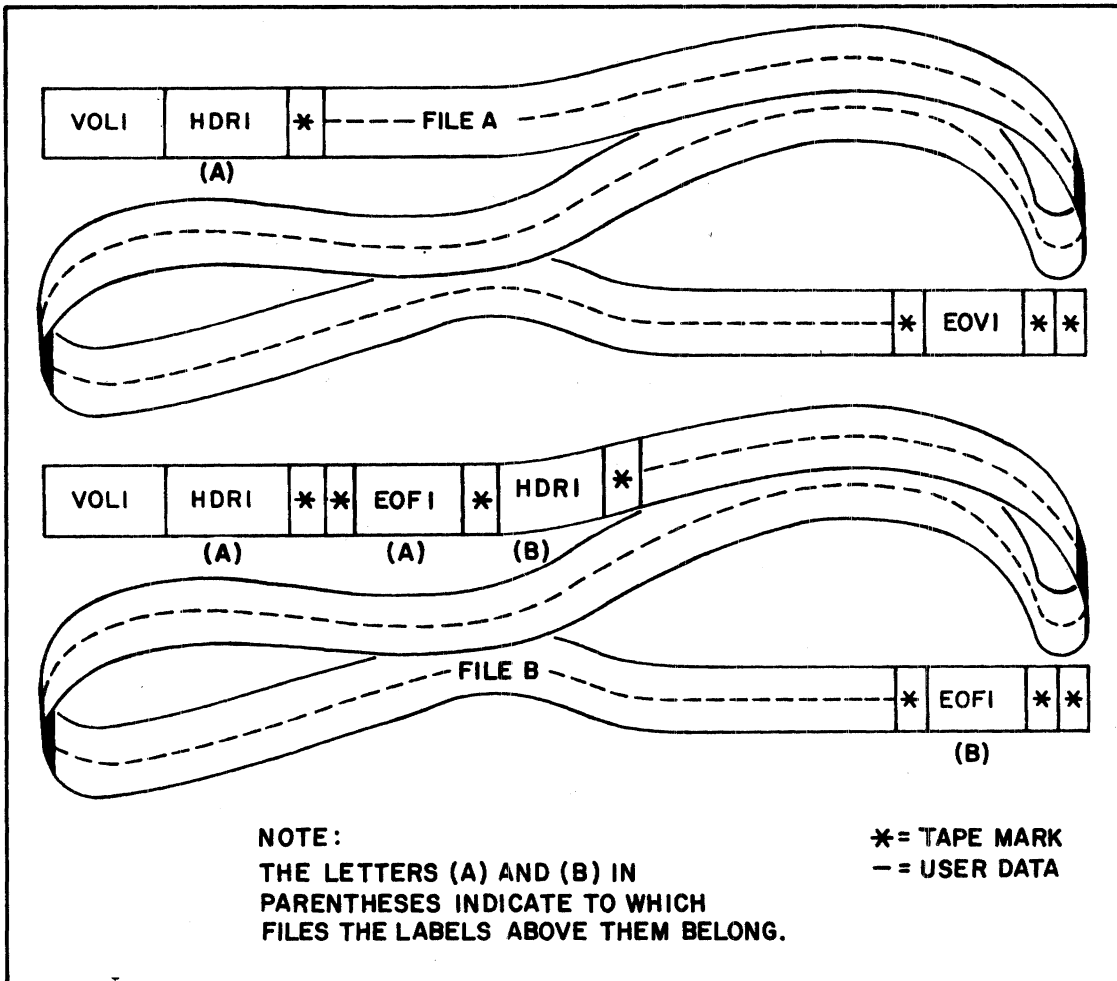 VOL1 HDR1 * FILE A
(A)
* EOV1 * *
VOL1 HDR1 * * EOF1 * HDR1 *
(A) (A) (B)
FILE B
* EOF1 * *
(B)
NOTE:
THE LETTERS (A) AND (B) IN
PARENTHESES INDICATE TO WHICH
FILES THE LABELS ABOVE THEM BELONG.
* = TAPE MARK
– = USER DATA